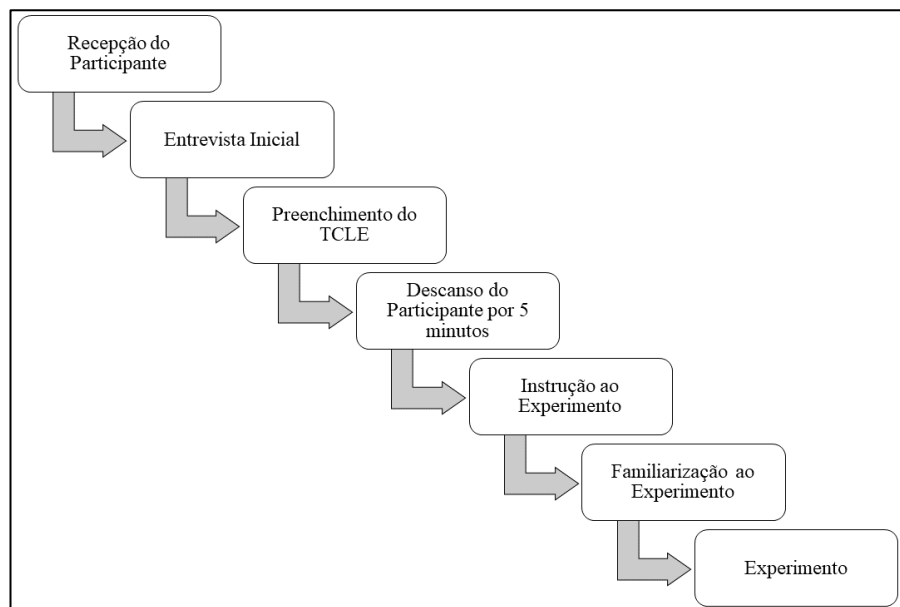 Recepção do
Participante
Entrevista Inicial
Preenchimento do
TCLE
Descanso do
Participante por 5
minutos
Instrução ao
Experimento
Familiarização ao
Experimento
Experimento